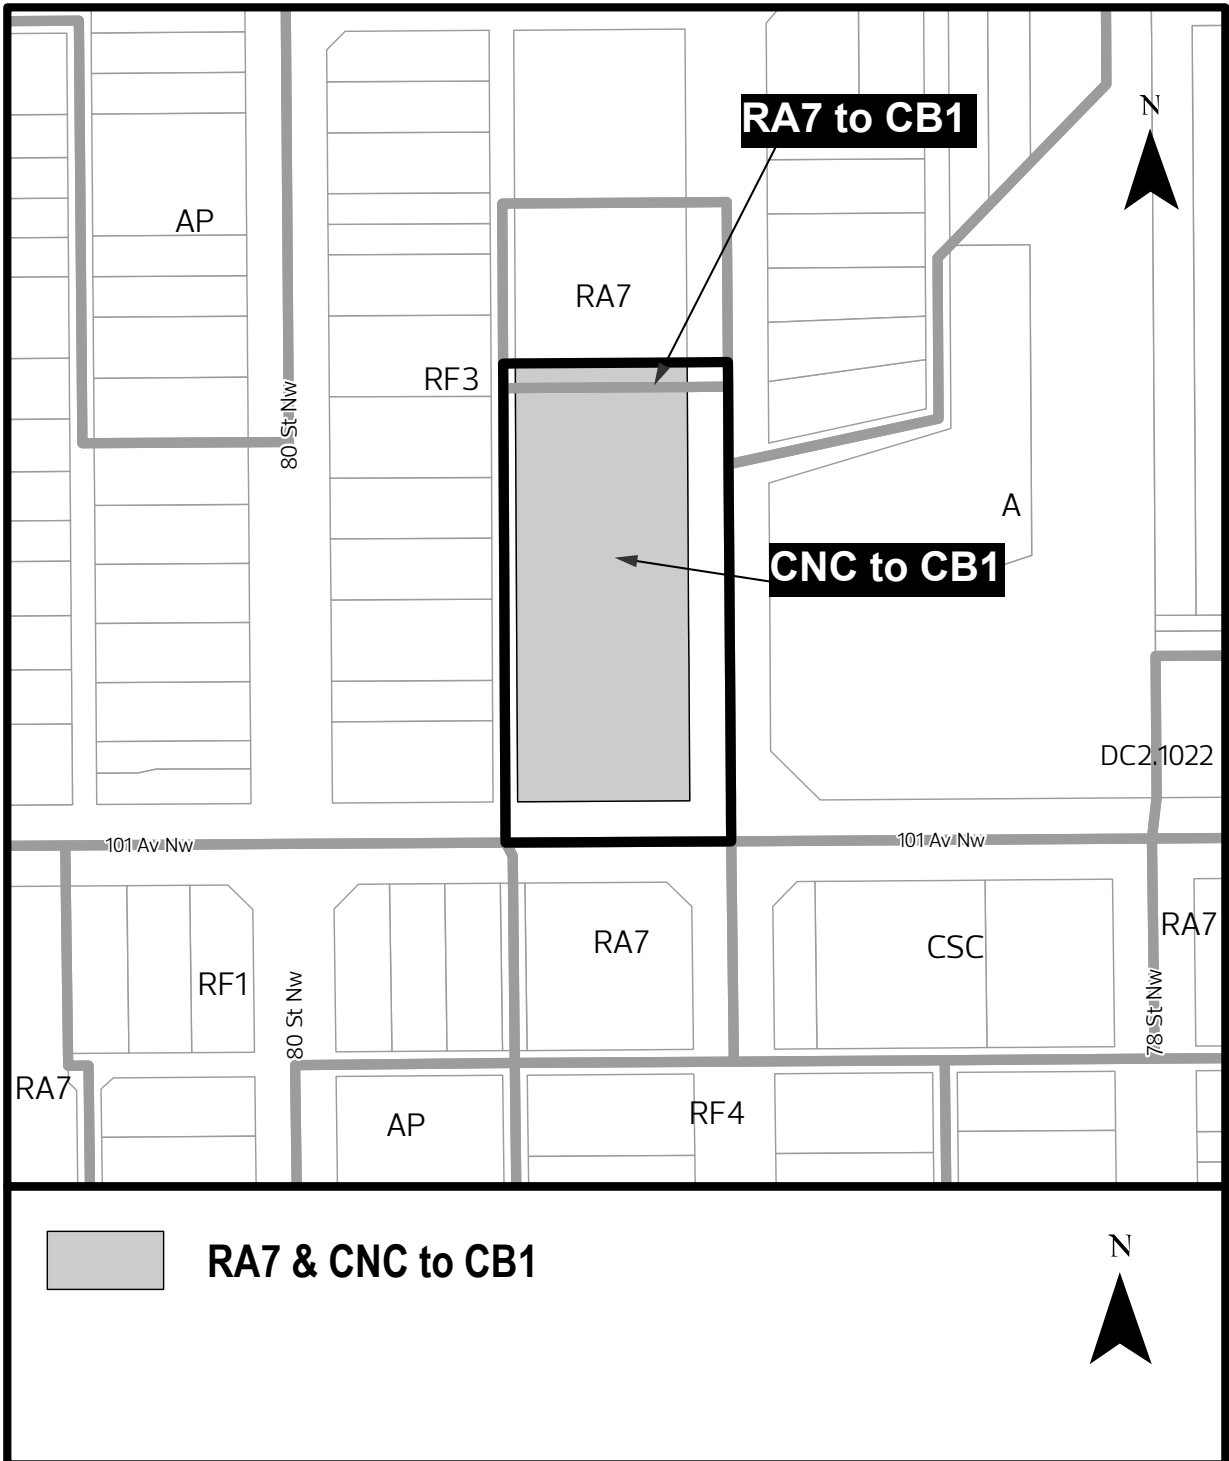 RA7 to CB1
N
AP
RA7
RF3
80 St Nw
A
CNC to CB1
DC2.1022
101 Av Nw
101 Av Nw
RA7
RA7
CSC
RF1
80 St Nw
78 St Nw
RA7
AP
RF4
RA7 & CNC to CB1
N